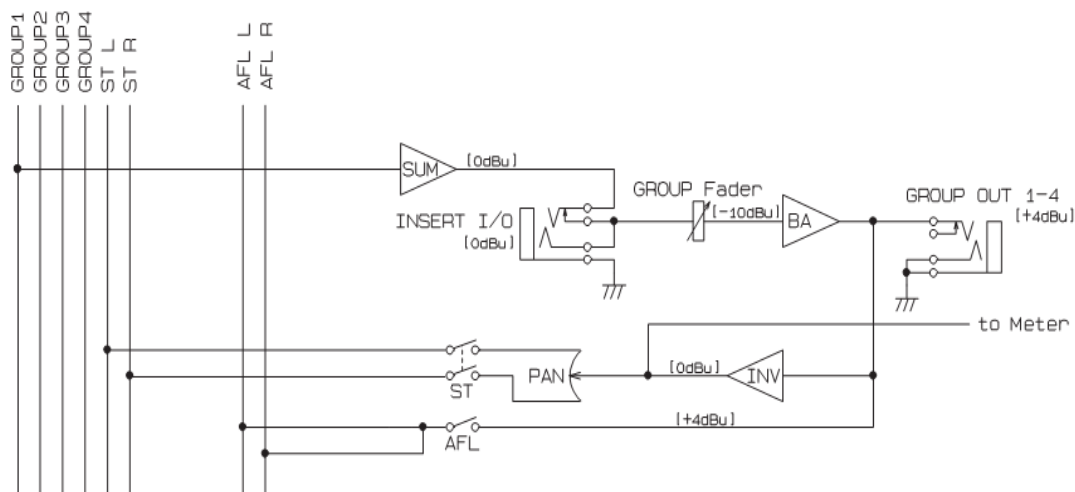 GROUP1
GROUP2
GROUP3
GROUP4
ST L
ST R
AFL L
AFL R
SUM
[0dBu]
INSERT I/O
[0dBu]
GROUP Fader
[-10dBu]
BA
GROUP OUT 1-4
[+4dBu]
to Meter
ST
PAN
[0dBu]
INV
AFL
[+4dBu]